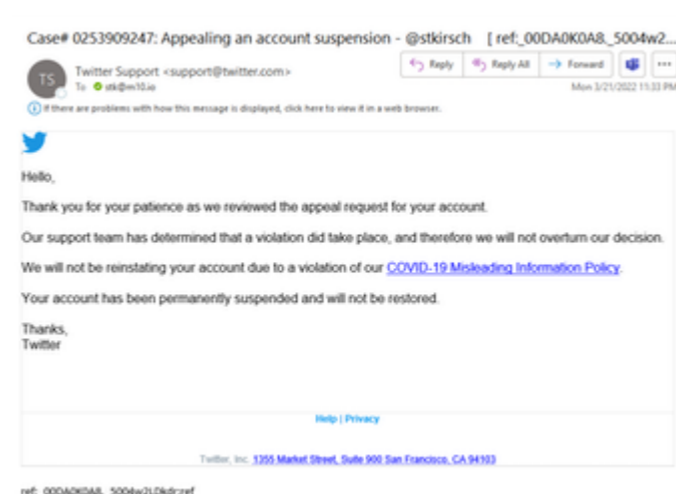 Case# 0253909247: Appealing an account suspension - @stkirsch [ ref:_00DA0K0A8._5004w2...
TS
Twitter Support <support@twitter.com>
To stk@m10.io
Reply Reply All Forward
Mon 3/21/2022 11:33 PM
If there are problems with how this message is displayed, click here to view it in a web browser.
Hello,
Thank you for your patience as we reviewed the appeal request for your account.
Our support team has determined that a violation did take place, and therefore we will not overturn our decision.
We will not be reinstating your account due to a violation of our COVID-19 Misleading Information Policy.
Your account has been permanently suspended and will not be restored.
Thanks,
Twitter
Help | Privacy
Twitter, Inc. 1355 Market Street, Suite 900 San Francisco, CA 94103